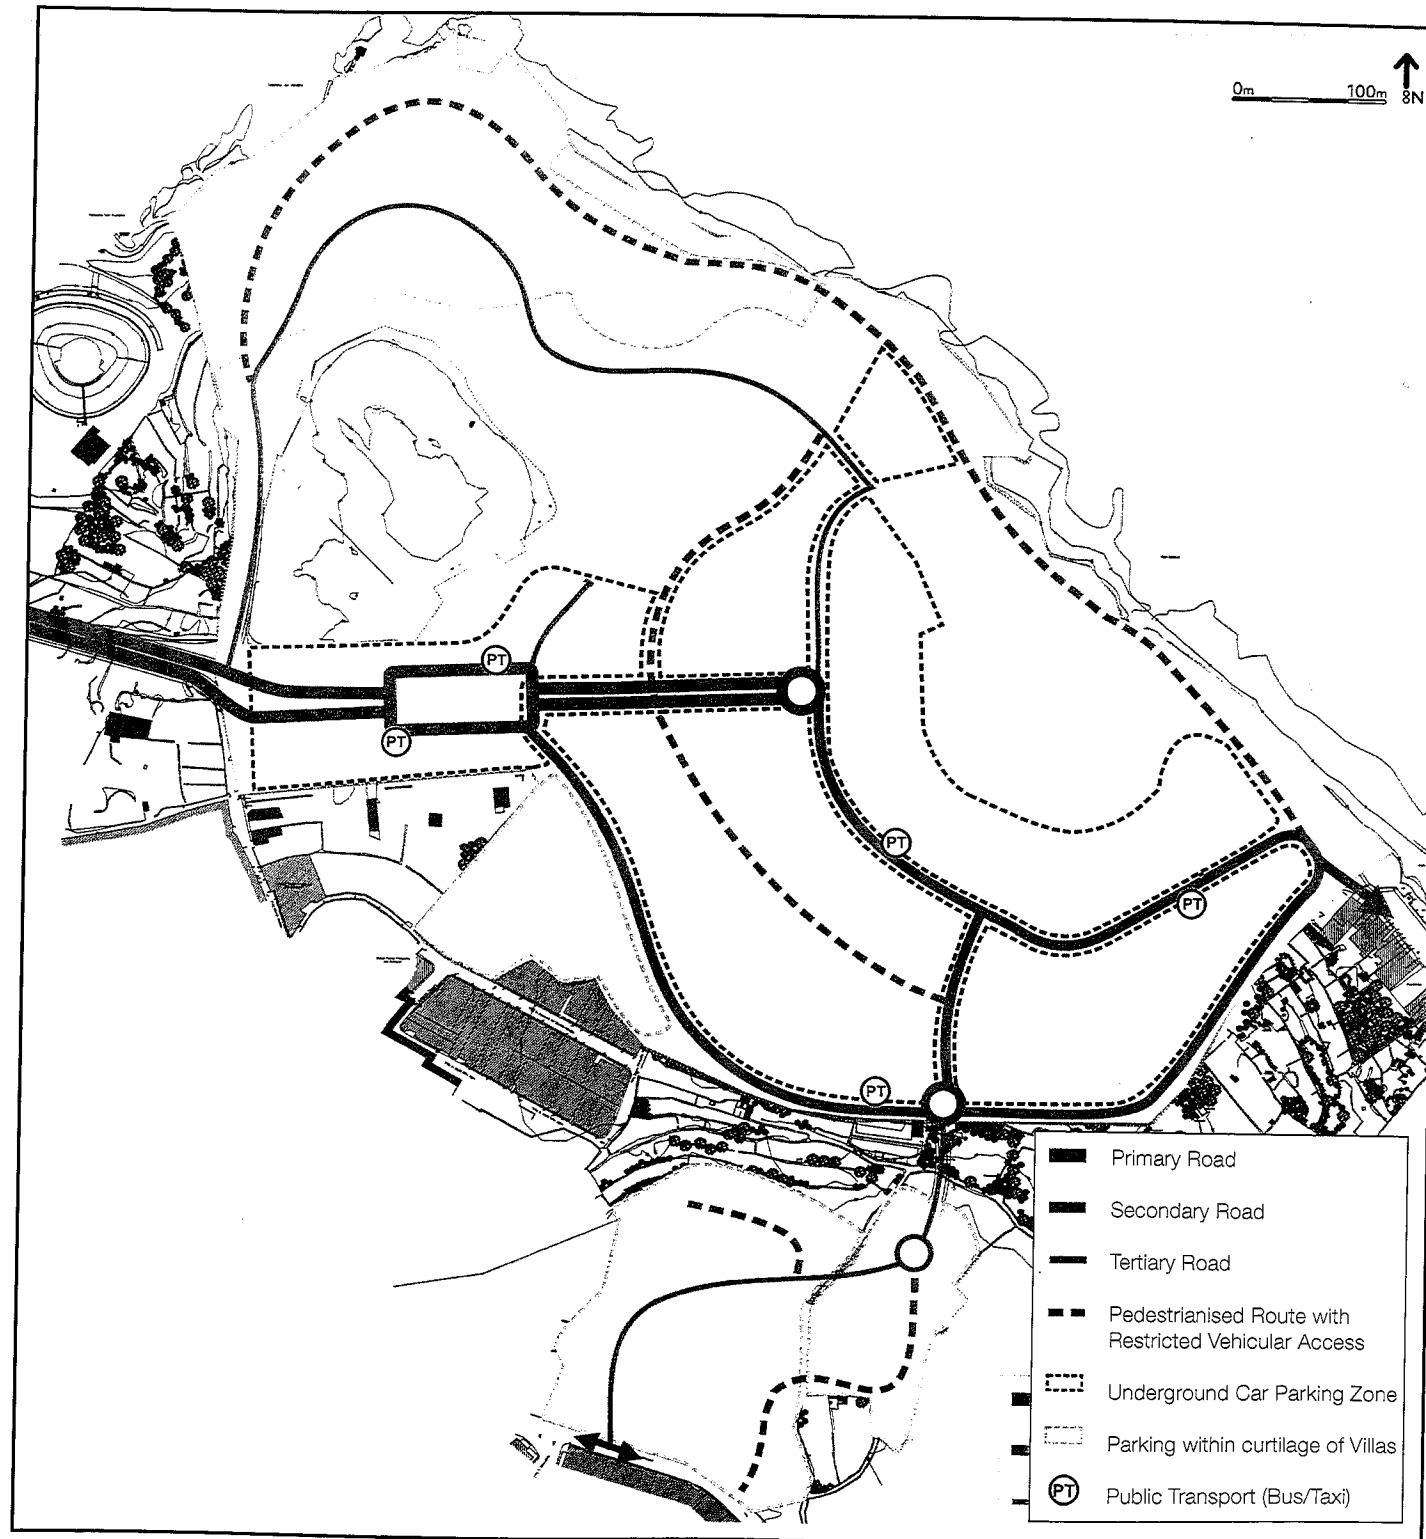 0m 100m 8N
PT
PT
PT
PT
PT
Primary Road
Secondary Road
Tertiary Road
Pedestrianised Route with
Restricted Vehicular Access
Underground Car Parking Zone
Parking within curtilage of Villas
PT Public Transport (Bus/Taxi)